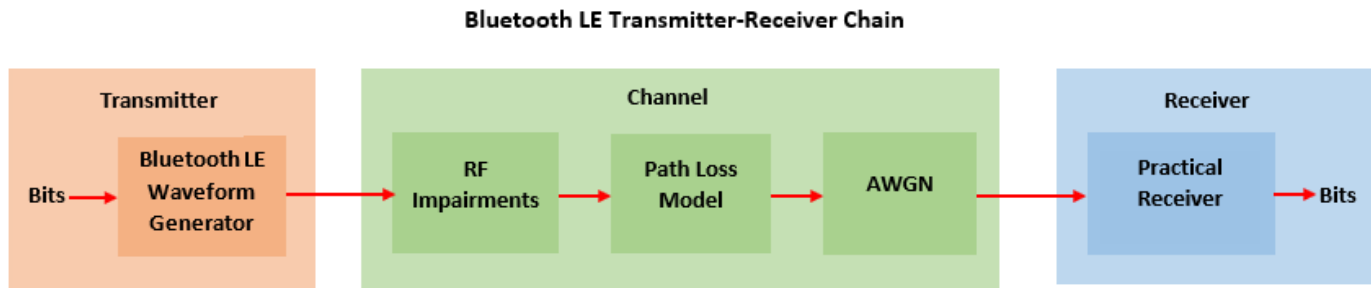 Bluetooth LE Transmitter-Receiver Chain
Transmitter
Bits
Bluetooth LE
Waveform
Generator
Channel
RF
Impairments
Path Loss
Model
AWGN
Receiver
Practical
Receiver
Bits